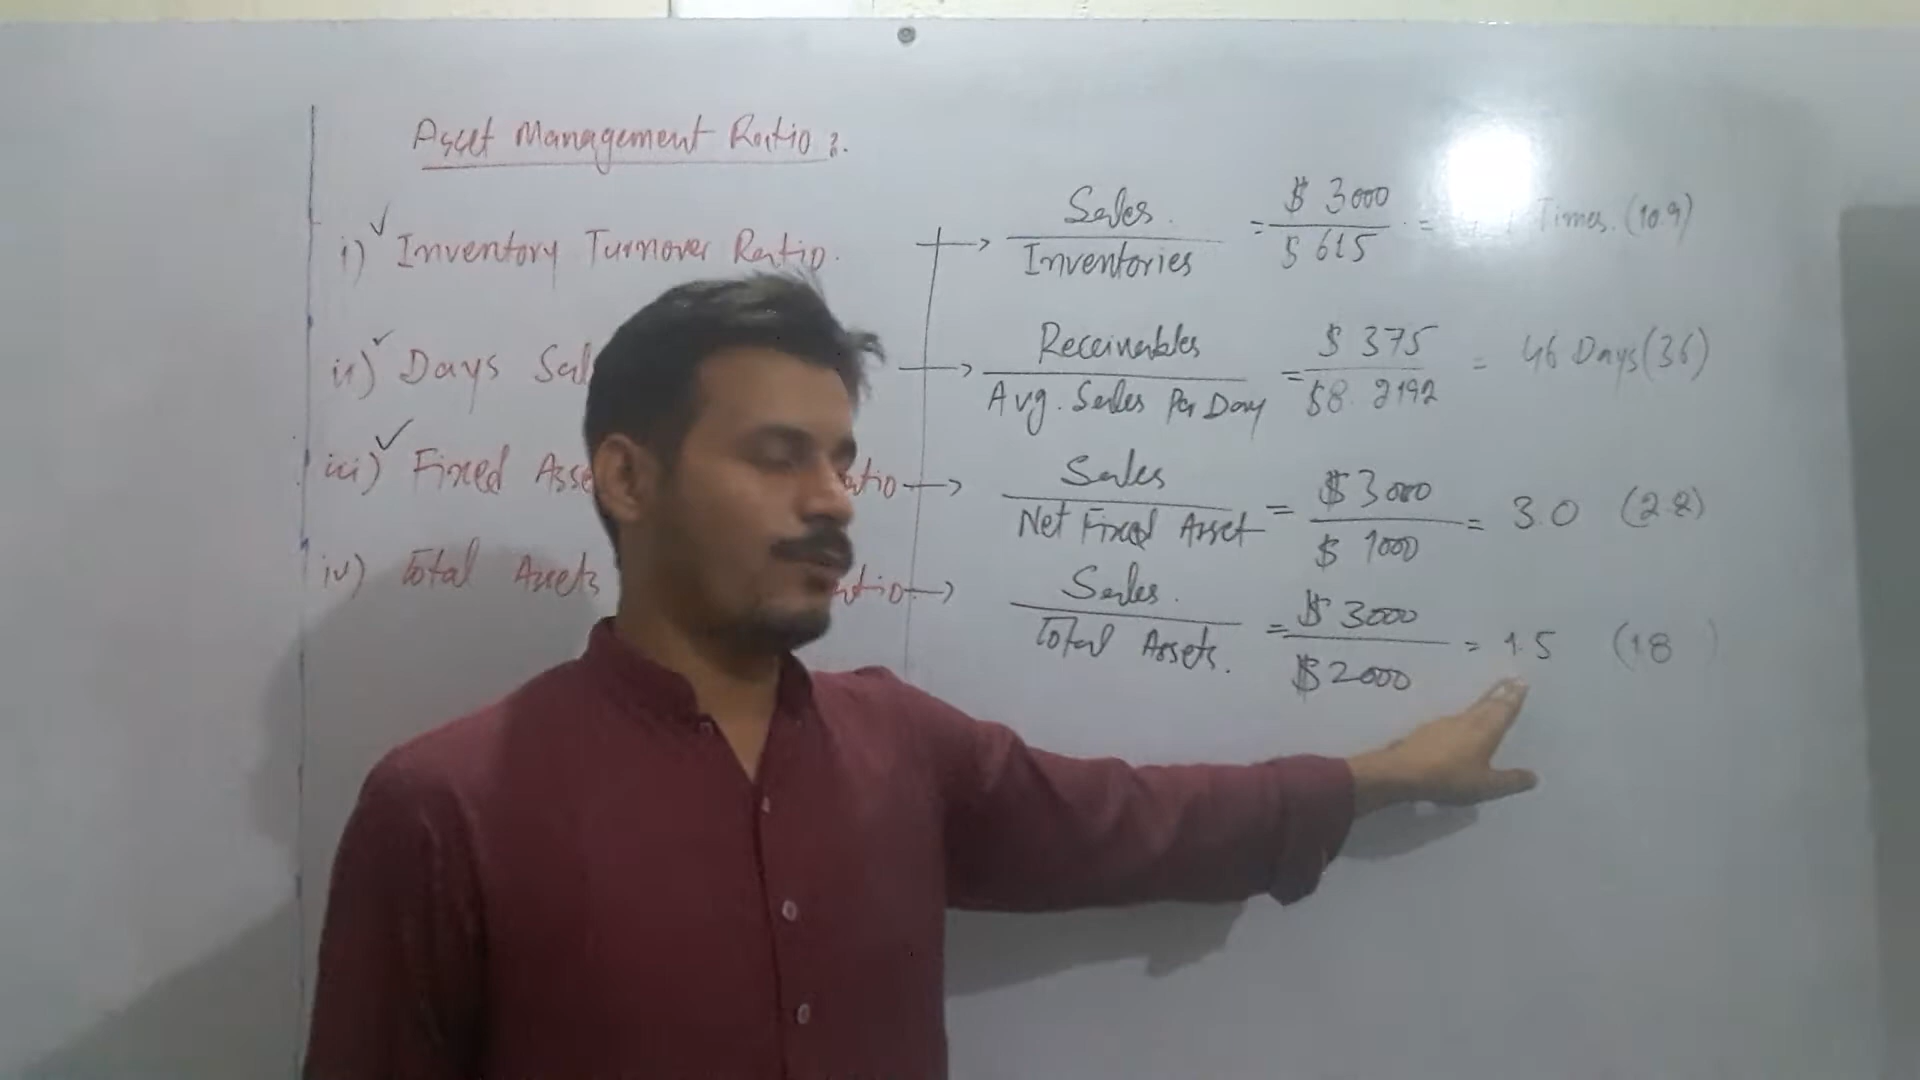 Asset Management Ratio:
i) ✓ Inventory Turnover Ratio. → Sales / Inventories = $ 3000 / $ 615 = Times. (10.9)
ii) ✓ Days Sal → Receivables / Avg. Sales Per Day = $ 375 / $8.2192 = 46 Days (36)
iii) ✓ Fixed Asse atio → Sales / Net Fixed Asset = $ 3000 / $ 1000 = 3.0 (2.8)
iv) Total Assets atio → Sales / Total Assets. = $ 3000 / $ 2000 = 1.5 (1.8